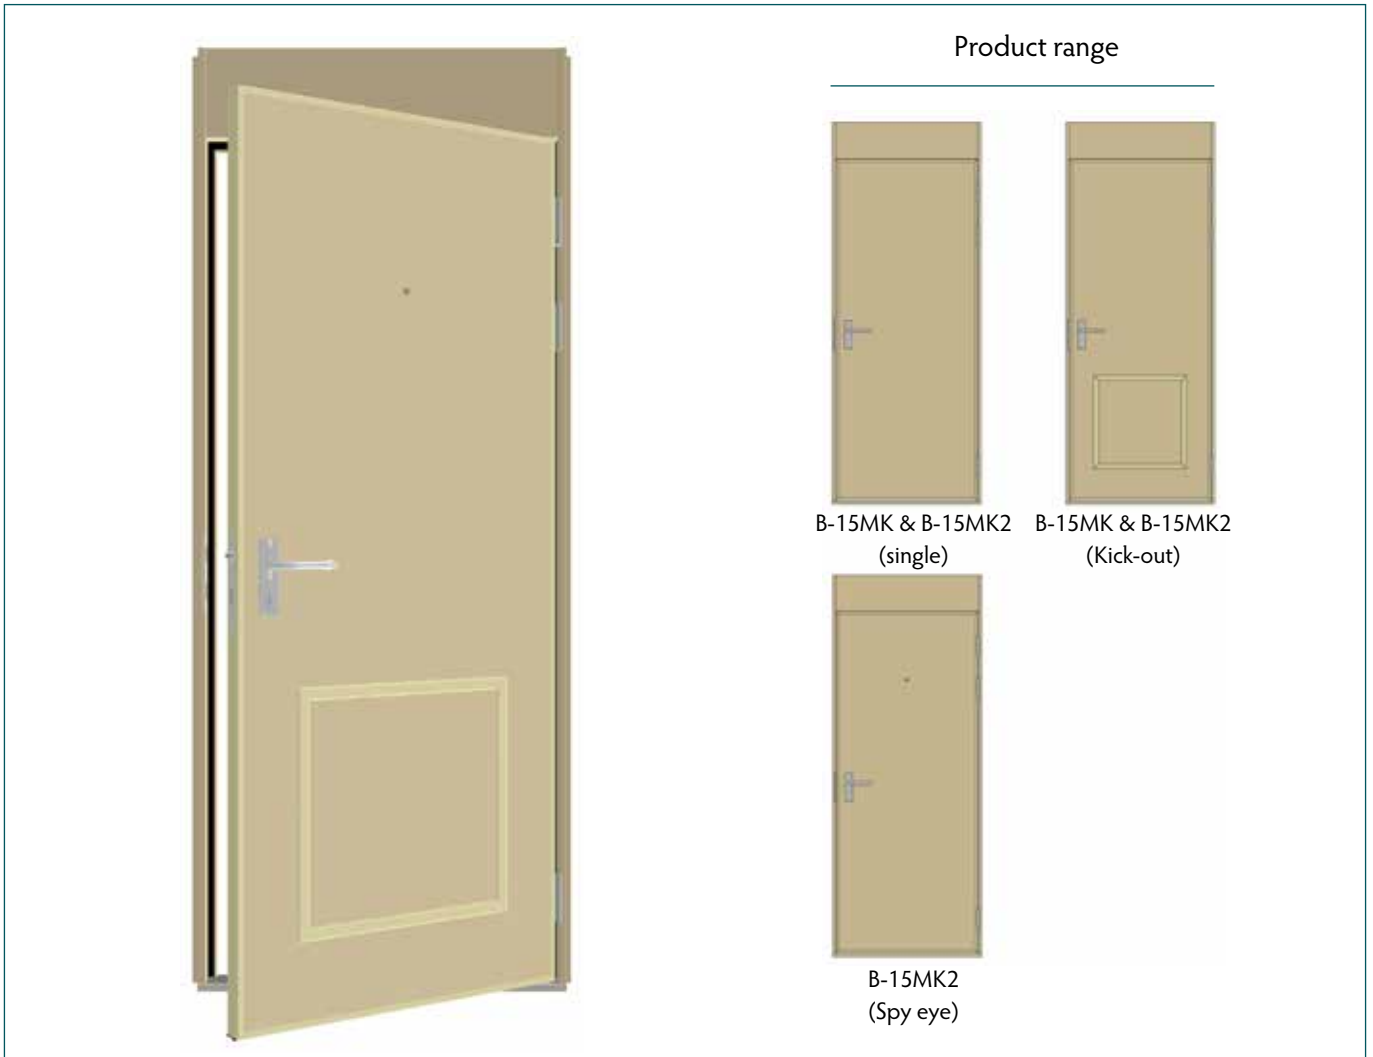 Product range
B-15MK & B-15MK2
(single)
B-15MK & B-15MK2
(Kick-out)
B-15MK2
(Spy eye)